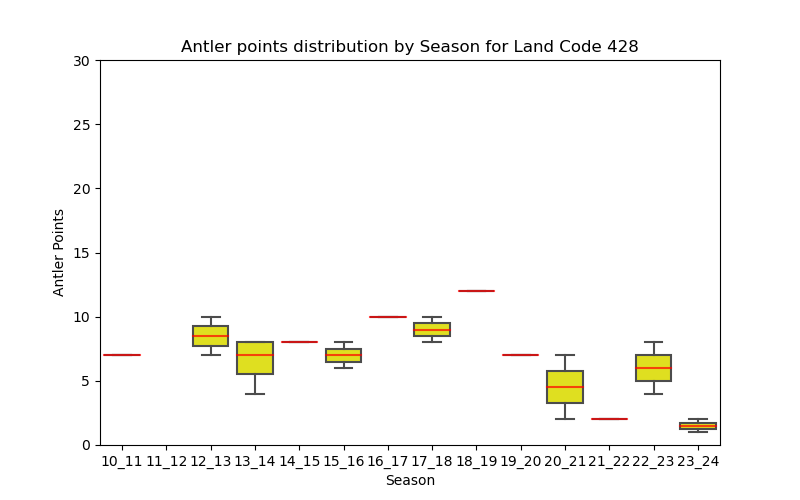 Antler points distribution by Season for Land Code 428
30
25
20
15
10
5
0
Antler Points
10_11 11_12 12_13 13_14 14_15 15_16 16_17 17_18 18_19 19_20 20_21 21_22 22_23 23_24
Season